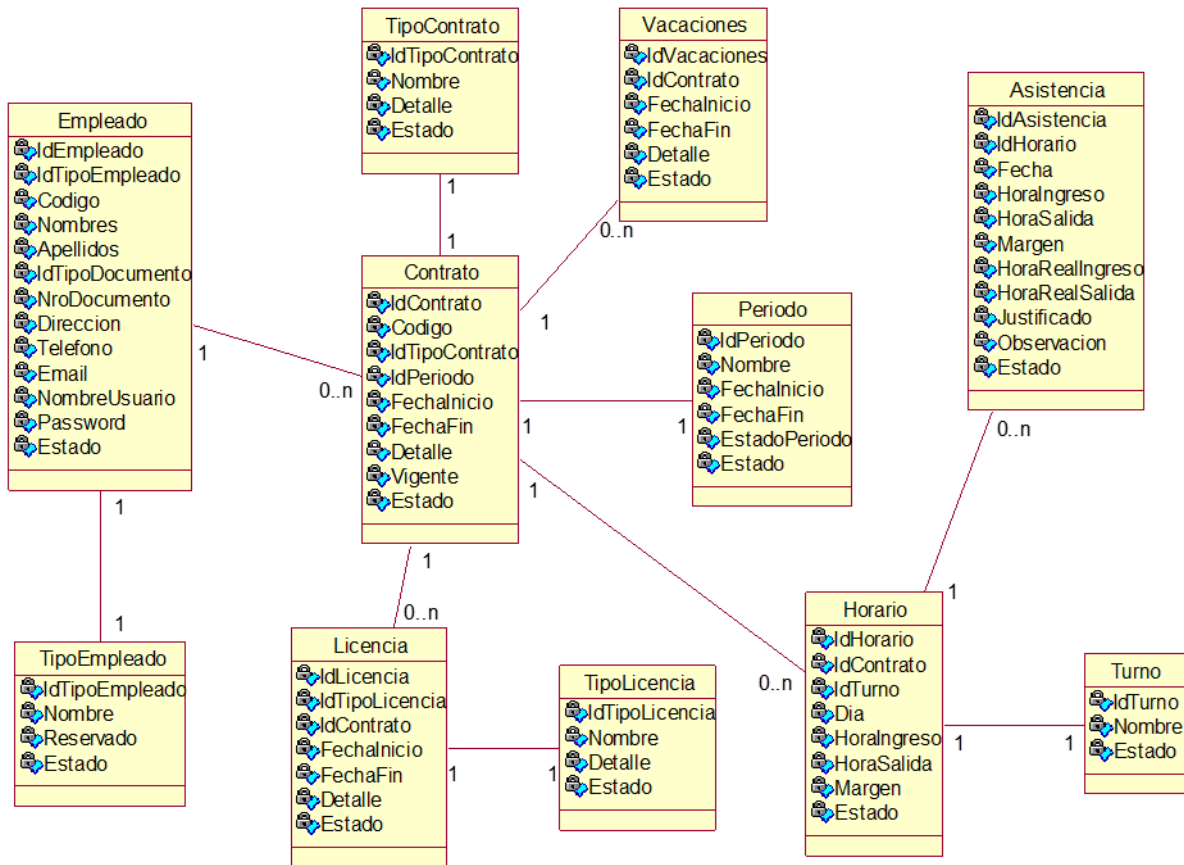 TipoContrato
IdTipoContrato
Nombre
Detalle
Estado
Vacaciones
IdVacaciones
IdContrato
FechaInicio
FechaFin
Detalle
Estado
Asistencia
IdAsistencia
IdHorario
Fecha
HoraIngreso
HoraSalida
Margen
HoraRealIngreso
HoraRealSalida
Justificado
Observacion
Estado
Empleado
IdEmpleado
IdTipoEmpleado
Codigo
Nombres
Apellidos
IdTipoDocumento
NroDocumento
Direccion
Telefono
Email
NombreUsuario
Password
Estado
1
1
0..n
1
Contrato
IdContrato
Codigo
IdTipoContrato
IdPeriodo
FechaInicio
FechaFin
Detalle
Vigente
Estado
1
0..n
Periodo
IdPeriodo
Nombre
FechaInicio
FechaFin
EstadoPeriodo
Estado
1
1
1
0..n
1
1
1
0..n
1
0..n
1
TipoEmpleado
IdTipoEmpleado
Nombre
Reservado
Estado
Licencia
IdLicencia
IdTipoLicencia
IdContrato
FechaInicio
FechaFin
Detalle
Estado
1
1
TipoLicencia
IdTipoLicencia
Nombre
Detalle
Estado
Horario
IdHorario
IdContrato
IdTurno
Dia
HoraIngreso
HoraSalida
Margen
Estado
1
1
Turno
IdTurno
Nombre
Estado